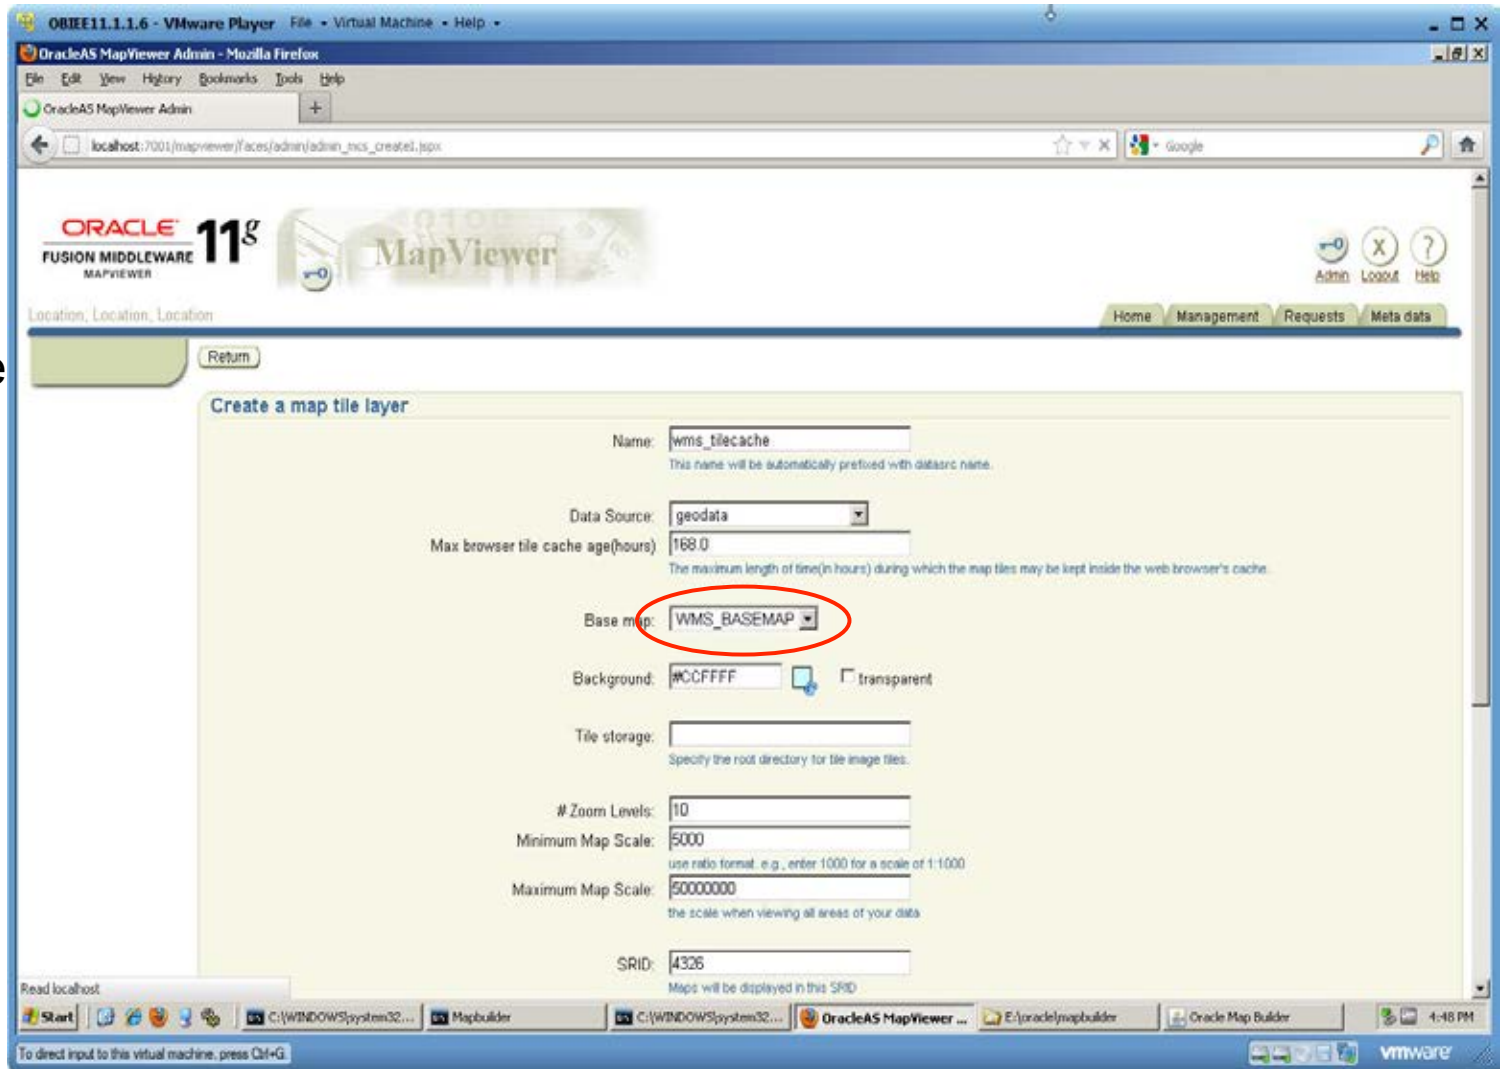 OBIEE11.1.1.6 - VMware Player File Virtual Machine Help
OracleAS MapViewer Admin - Mozilla Firefox
File Edit View History Bookmarks Tools Help
OracleAS MapViewer Admin +
localhost:7001/mapviewer/faces/admin/admin_mcs_create1.jspx
Google
ORACLE
FUSION MIDDLEWARE
MAPVIEWER
11g
MapViewer
Admin Logout Help
Location, Location, Location
Home Management Requests Meta data
e
Return
Create a map tile layer
Name: wms_tilecache
This name will be automatically prefixed with datasrc name.
Data Source: geodata
Max browser tile cache age(hours) 168.0
The maximum length of time(in hours) during which the map tiles may be kept inside the web browser's cache.
Base map: WMS_BASEMAP
Background: #CCFFFF transparent
Tile storage:
Specify the root directory for tile image files.
# Zoom Levels: 10
Minimum Map Scale: 5000
use ratio format. e.g., enter 1000 for a scale of 1:1000
Maximum Map Scale: 50000000
the scale when viewing all areas of your data
SRID: 4326
Maps will be displayed in this SRID
Read localhost
Start C:\WINDOWS\system32... Mapbuilder C:\WINDOWS\system32... OracleAS MapViewer ... E:\oracle\mapbuilder Oracle Map Builder 4:48 PM
To direct input to this virtual machine, press Ctrl+G.
vmware